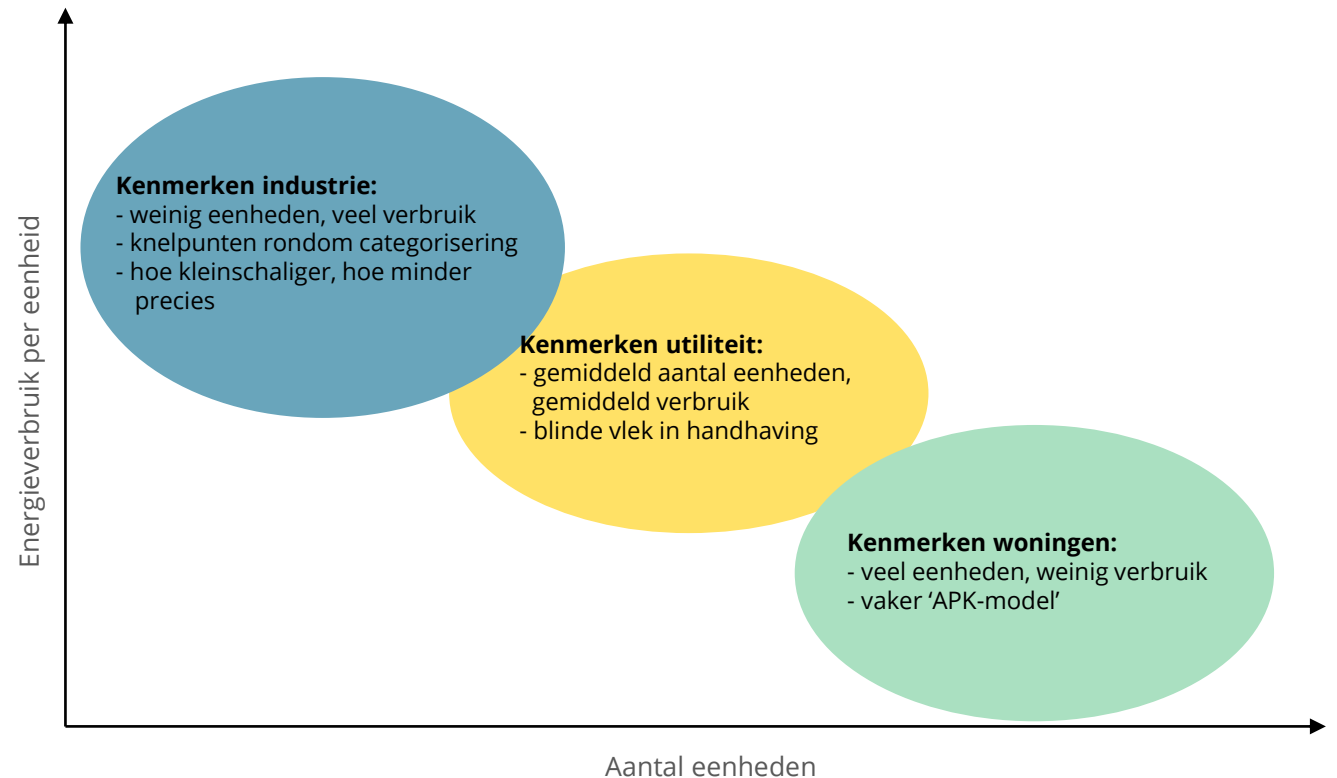 Energieverbruik per eenheid
Kenmerken industrie:
- weinig eenheden, veel verbruik
- knelpunten rondom categorisering
- hoe kleinschaliger, hoe minder
precies
Kenmerken utiliteit:
- gemiddeld aantal eenheden,
gemiddeld verbruik
- blinde vlek in handhaving
Kenmerken woningen:
- veel eenheden, weinig verbruik
- vaker ‘APK-model’
Aantal eenheden